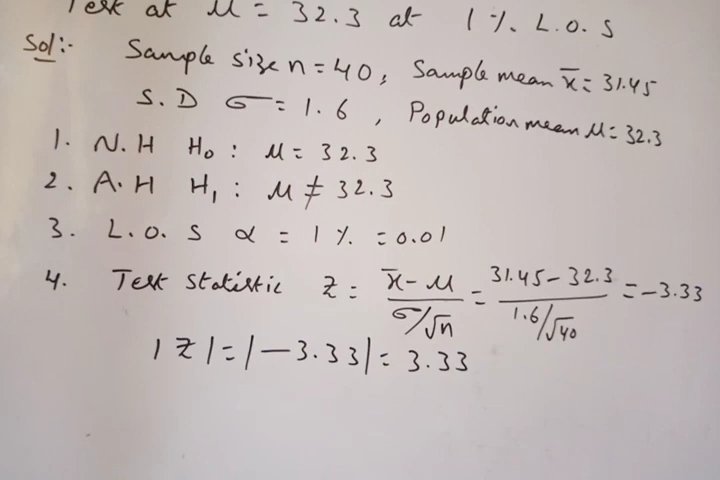 Test at μ = 32.3 at 1 %. L.O.S
Sol:- Sample size n = 40, Sample mean x̄ = 31.45
S.D σ = 1.6, Population mean μ = 32.3
1. N.H H₀ : μ = 32.3
2. A.H H₁ : μ ≠ 32.3
3. L.O.S α = 1 % = 0.01
4. Test Statistic Z = (x̄ - μ)/(σ/√n) = (31.45 - 32.3)/(1.6/√40) = -3.33
|Z| = |-3.33| = 3.33